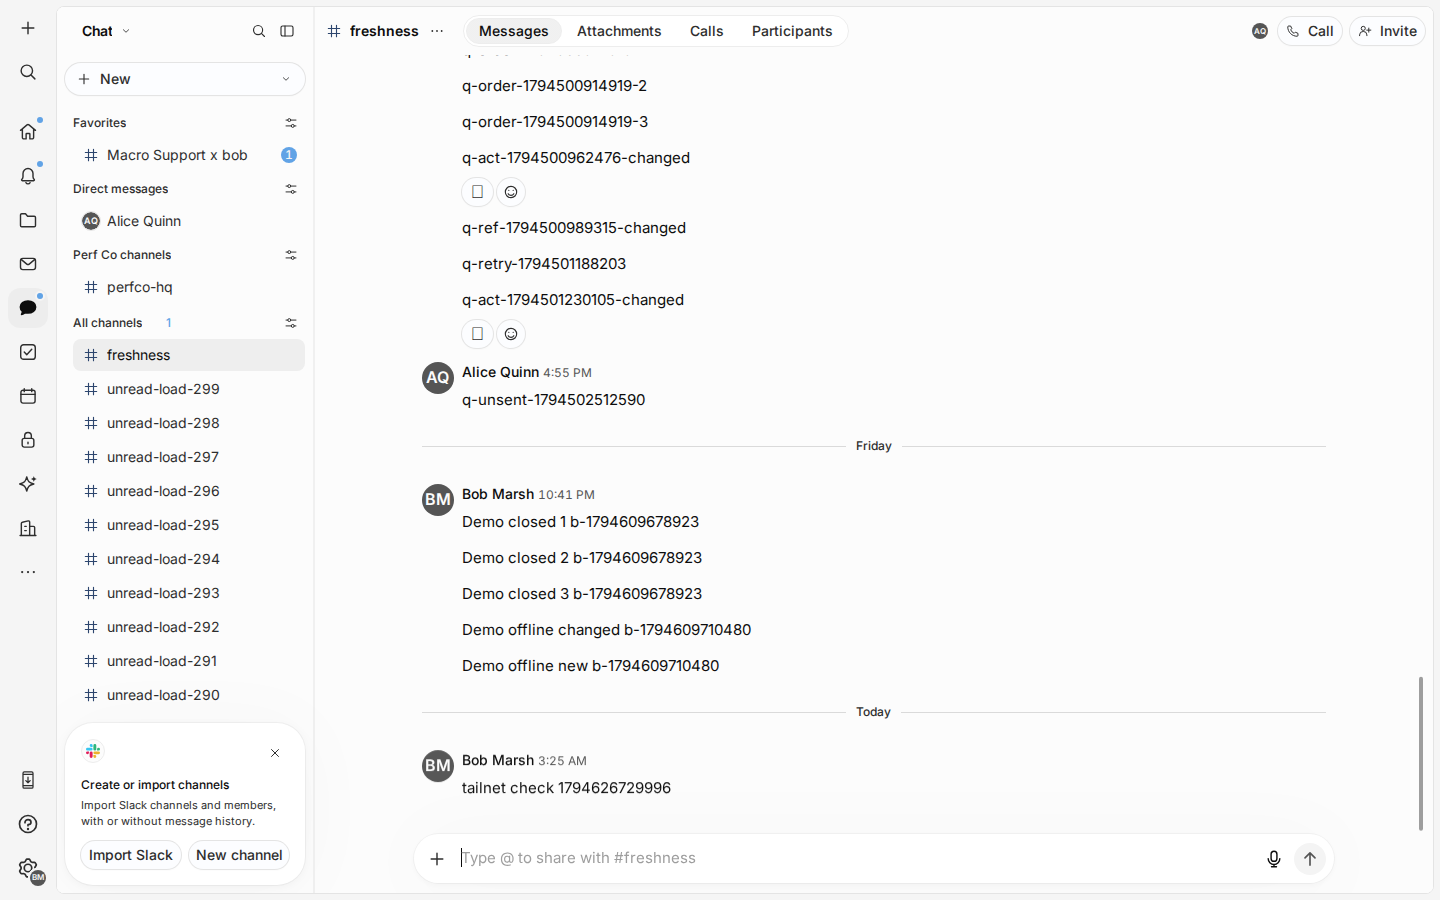 Chat
New
Favorites
Macro Support x bob
1
Direct messages
AQ
Alice Quinn
Perf Co channels
perfco-hq
All channels
1
freshness
unread-load-299
unread-load-298
unread-load-297
unread-load-296
unread-load-295
unread-load-294
unread-load-293
unread-load-292
unread-load-291
unread-load-290
Create or import channels
Import Slack channels and members,
with or without message history.
Import Slack
New channel
BM
freshness
Messages
Attachments
Calls
Participants
AQ
Call
Invite
q-order-1794500914919-2
q-order-1794500914919-3
q-act-1794500962476-changed
q-ref-1794500989315-changed
q-retry-1794501188203
q-act-1794501230105-changed
AQ
Alice Quinn 4:55 PM
q-unsent-1794502512590
Friday
BM
Bob Marsh 10:41 PM
Demo closed 1 b-1794609678923
Demo closed 2 b-1794609678923
Demo closed 3 b-1794609678923
Demo offline changed b-1794609710480
Demo offline new b-1794609710480
Today
BM
Bob Marsh 3:25 AM
tailnet check 1794626729996
Type @ to share with #freshness